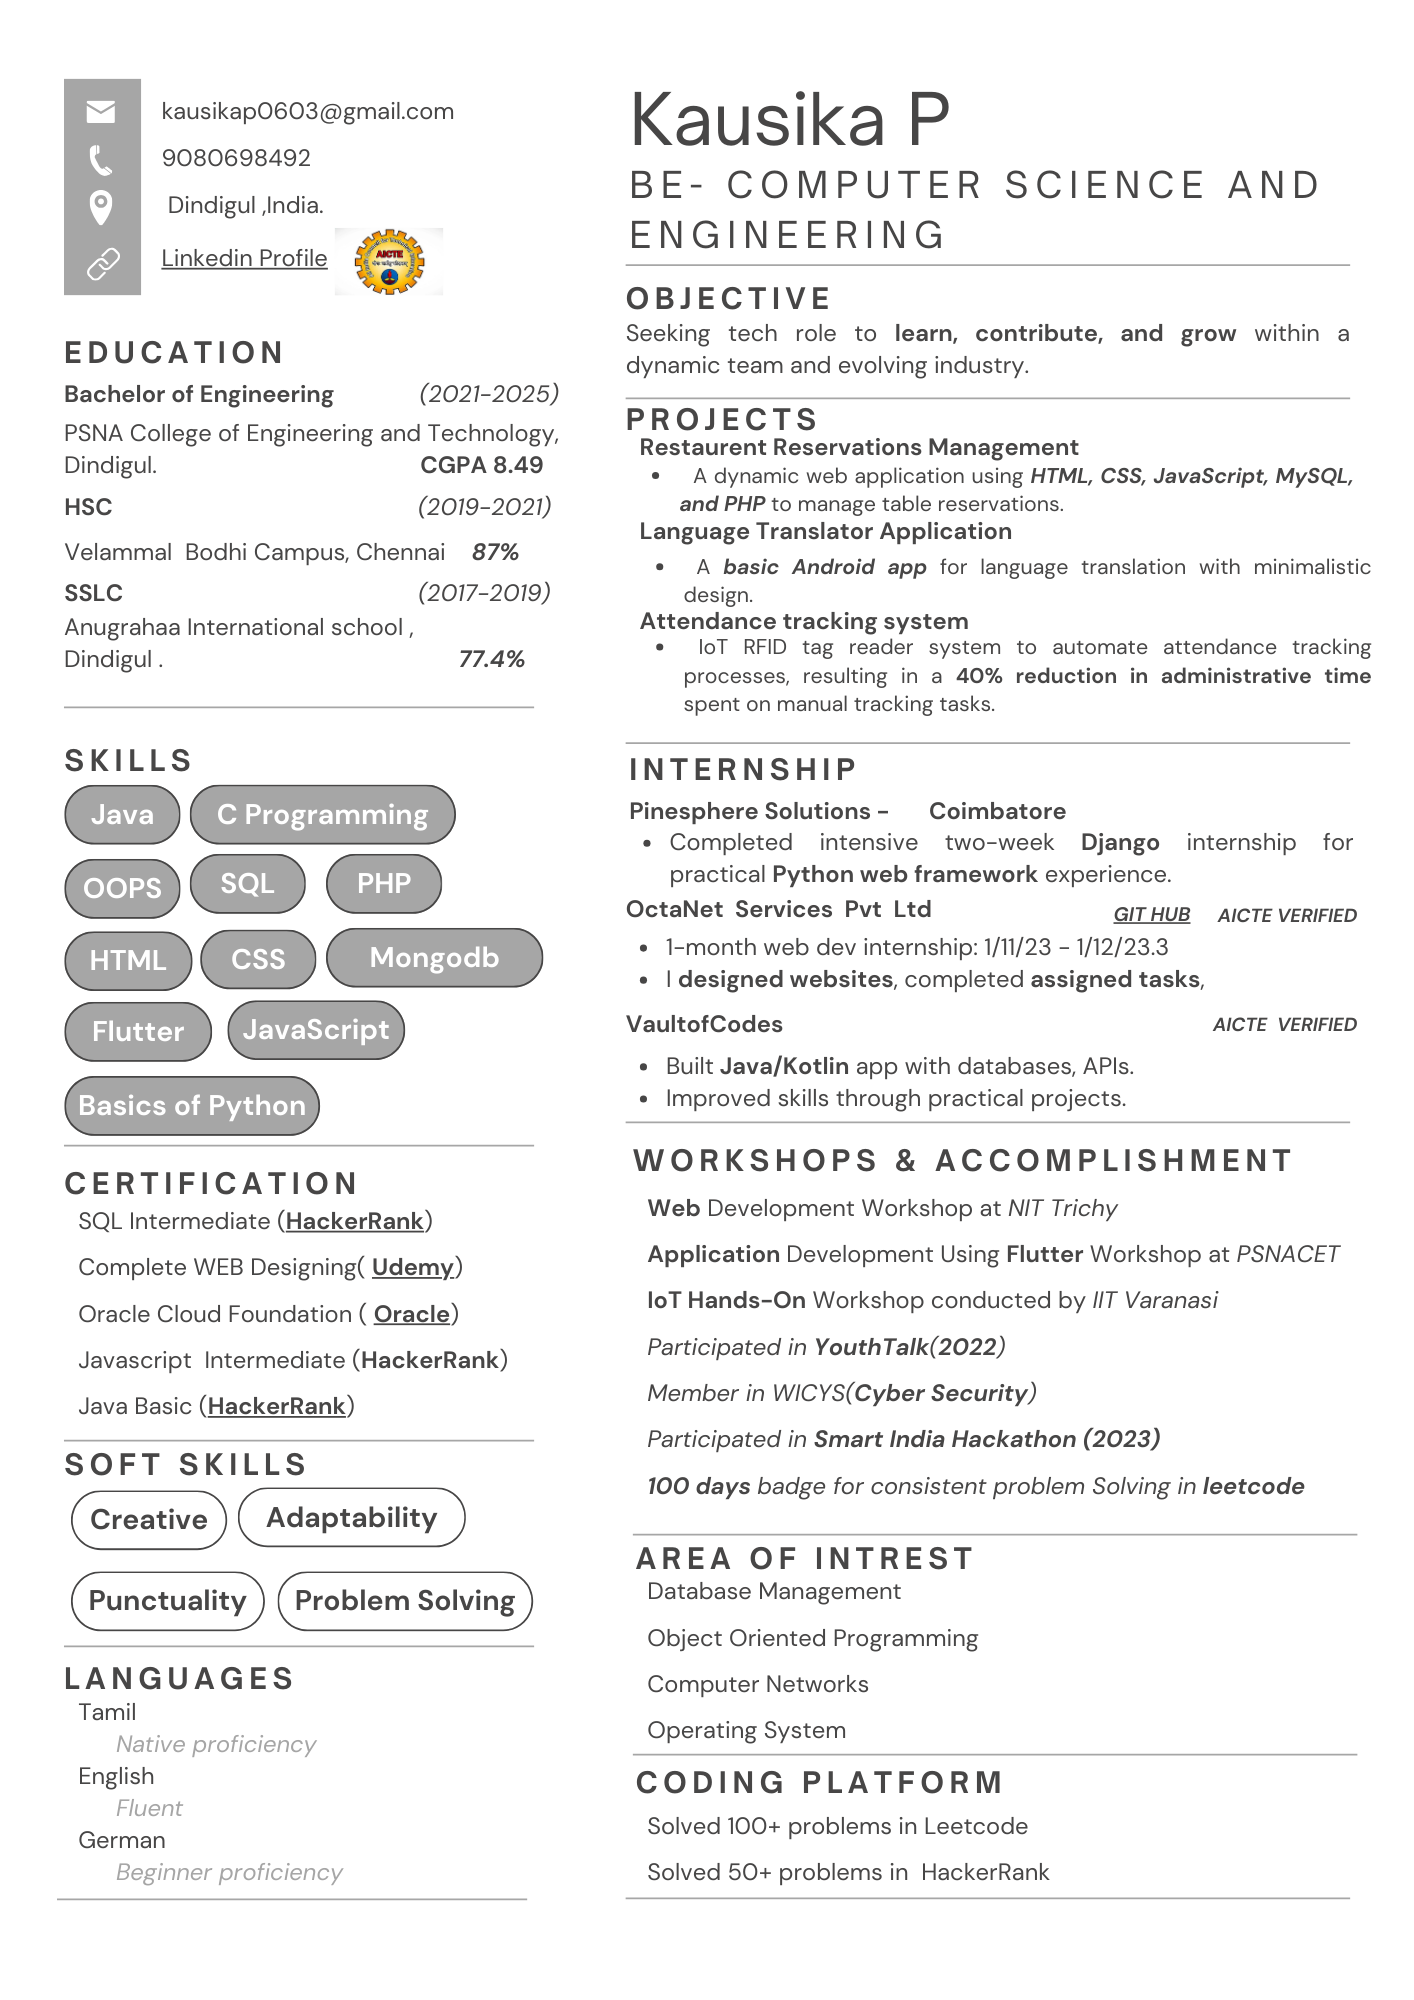 kausikap0603@gmail.com
9080698492
Dindigul ,India.
Linkedin Profile
AICTE
EDUCATION
Bachelor of Engineering (2021-2025)
PSNA College of Engineering and Technology,
Dindigul. CGPA 8.49
HSC (2019-2021)
Velammal Bodhi Campus, Chennai 87%
SSLC (2017-2019)
Anugrahaa International school ,
Dindigul . 77.4%
SKILLS
Java C Programming
OOPS SQL PHP
HTML CSS Mongodb
Flutter JavaScript
Basics of Python
CERTIFICATION
SQL Intermediate (HackerRank)
Complete WEB Designing( Udemy)
Oracle Cloud Foundation ( Oracle)
Javascript Intermediate (HackerRank)
Java Basic (HackerRank)
SOFT SKILLS
Creative Adaptability
Punctuality Problem Solving
LANGUAGES
Tamil
Native proficiency
English
Fluent
German
Beginner proficiency
Kausika P
BE- COMPUTER SCIENCE AND
ENGINEERING
OBJECTIVE
Seeking tech role to learn, contribute, and grow within a
dynamic team and evolving industry.
PROJECTS
Restaurent Reservations Management
• A dynamic web application using HTML, CSS, JavaScript, MySQL,
and PHP to manage table reservations.
Language Translator Application
• A basic Android app for language translation with minimalistic
design.
Attendance tracking system
• IoT RFID tag reader system to automate attendance tracking
processes, resulting in a 40% reduction in administrative time
spent on manual tracking tasks.
INTERNSHIP
Pinesphere Solutions - Coimbatore
• Completed intensive two-week Django internship for
practical Python web framework experience.
OctaNet Services Pvt Ltd GIT HUB AICTE VERIFIED
• 1-month web dev internship: 1/11/23 - 1/12/23.3
• I designed websites, completed assigned tasks,
VaultofCodes AICTE VERIFIED
• Built Java/Kotlin app with databases, APIs.
• Improved skills through practical projects.
WORKSHOPS & ACCOMPLISHMENT
Web Development Workshop at NIT Trichy
Application Development Using Flutter Workshop at PSNACET
IoT Hands-On Workshop conducted by IIT Varanasi
Participated in YouthTalk(2022)
Member in WICYS(Cyber Security)
Participated in Smart India Hackathon (2023)
100 days badge for consistent problem Solving in leetcode
AREA OF INTREST
Database Management
Object Oriented Programming
Computer Networks
Operating System
CODING PLATFORM
Solved 100+ problems in Leetcode
Solved 50+ problems in HackerRank